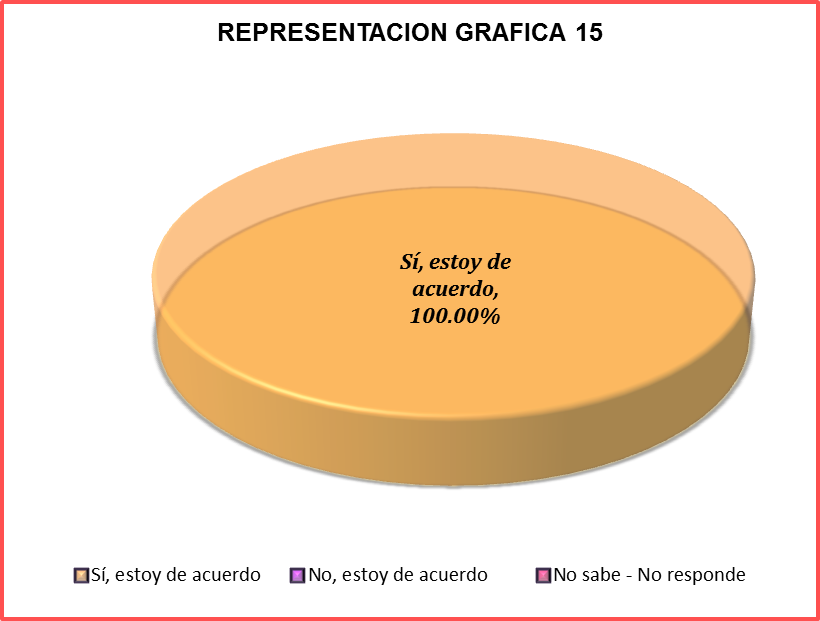 REPRESENTACION GRAFICA 15
Sí, estoy de
acuerdo,
100.00%
Sí, estoy de acuerdo
No, estoy de acuerdo
No sabe - No responde